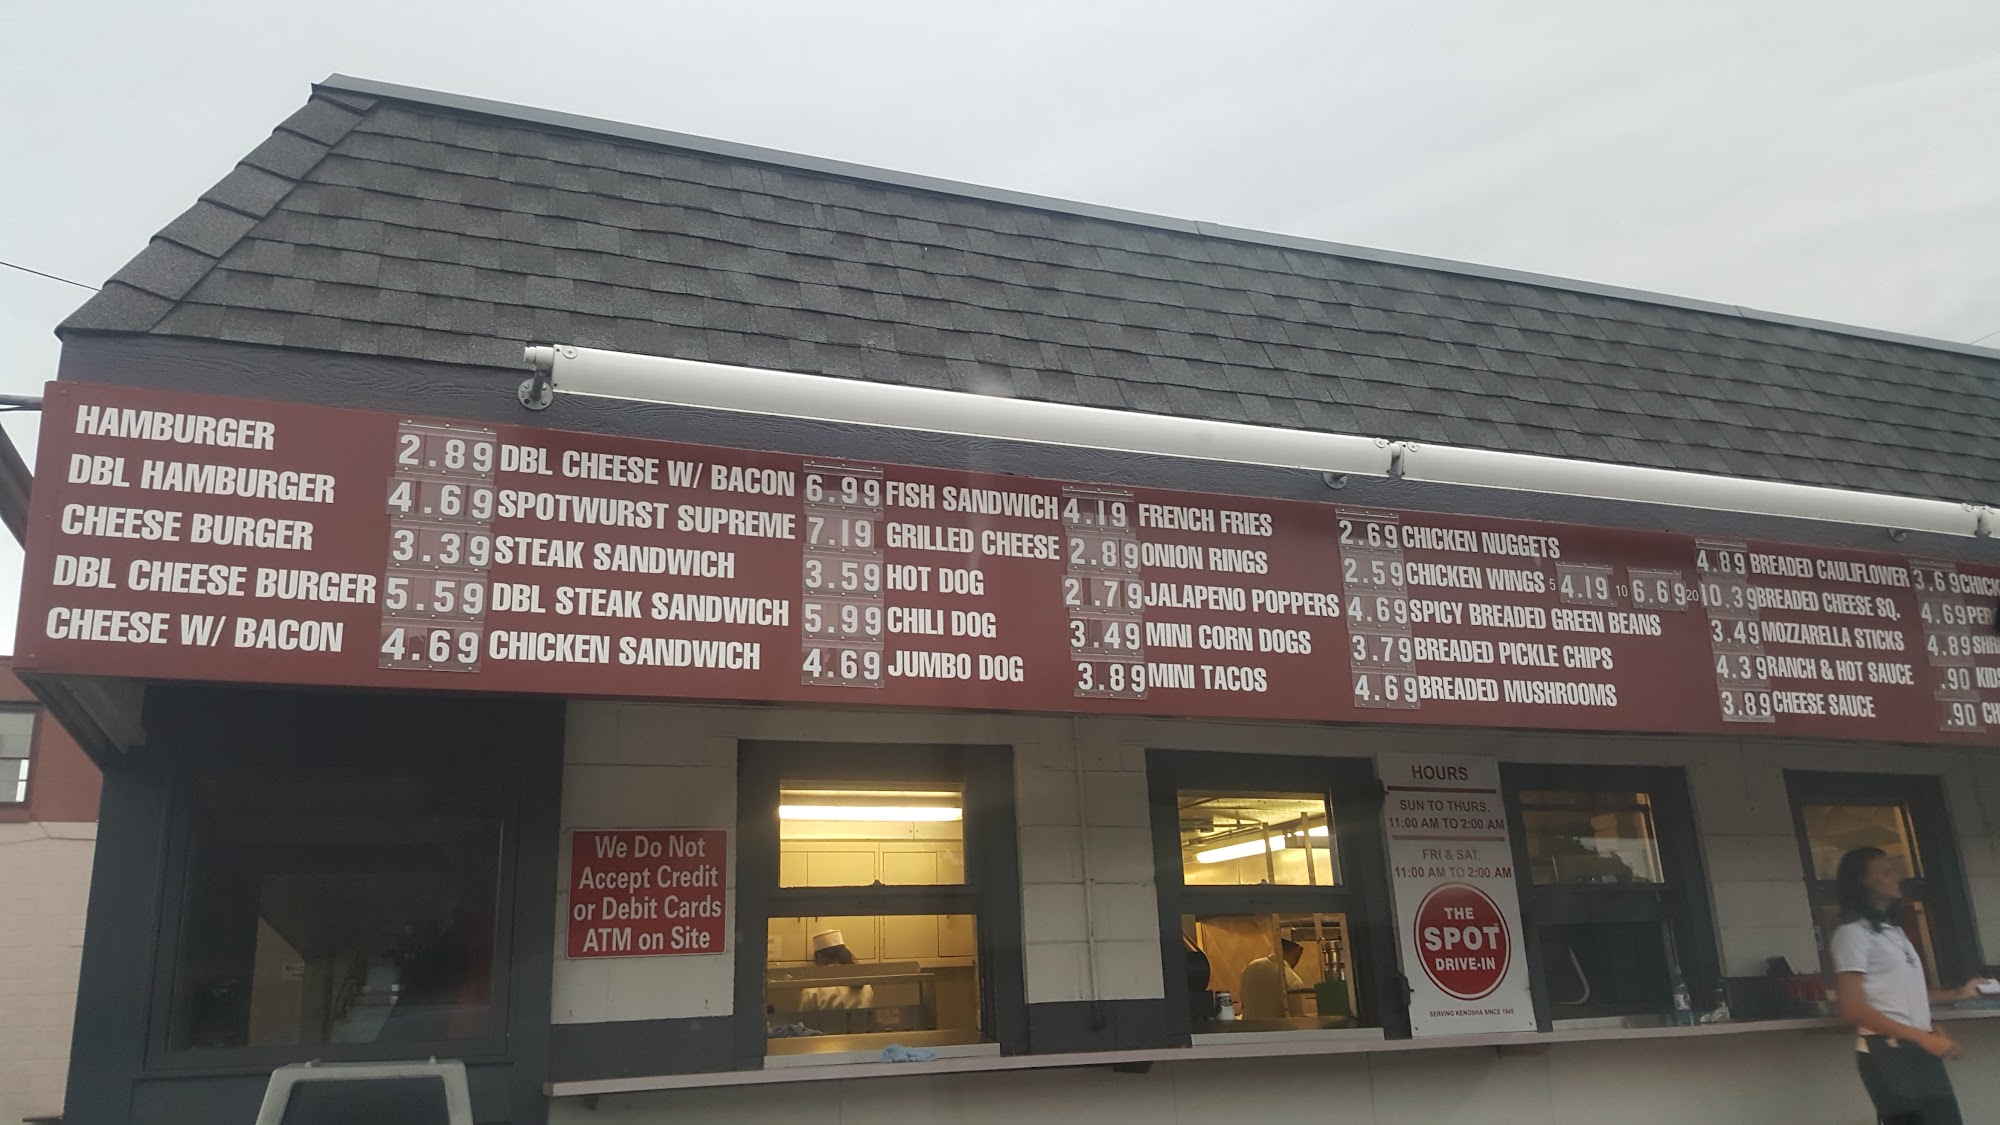 HAMBURGER 2.89
DBL HAMBURGER 4.69
CHEESE BURGER 3.39
DBL CHEESE BURGER 5.59
CHEESE W/ BACON 4.69
DBL CHEESE W/ BACON 6.99
SPOTWURST SUPREME 7.19
STEAK SANDWICH 3.59
DBL STEAK SANDWICH 5.99
CHICKEN SANDWICH 4.69
FISH SANDWICH 4.19
GRILLED CHEESE 2.89
HOT DOG 2.79
CHILI DOG 3.49
JUMBO DOG 3.89
FRENCH FRIES 2.69
ONION RINGS 2.59
JALAPENO POPPERS 4.69
MINI CORN DOGS 3.79
MINI TACOS 4.69
CHICKEN NUGGETS 4.89
CHICKEN WINGS 5 4.19 10 6.69 20 10.39
SPICY BREADED GREEN BEANS 3.49
BREADED PICKLE CHIPS 4.39
BREADED MUSHROOMS 3.89
BREADED CAULIFLOWER 3.69
BREADED CHEESE SQ. 4.69
MOZZARELLA STICKS 4.89
RANCH & HOT SAUCE .90
CHEESE SAUCE .90
CHICK
PER
SHR
KIDS
CH
We Do Not
Accept Credit
or Debit Cards
ATM on Site
HOURS
SUN TO THURS.
11:00 AM TO 2:00 AM
FRI & SAT.
11:00 AM TO 2:00 AM
THE
SPOT
DRIVE-IN
SERVING KENOSHA SINCE 1945